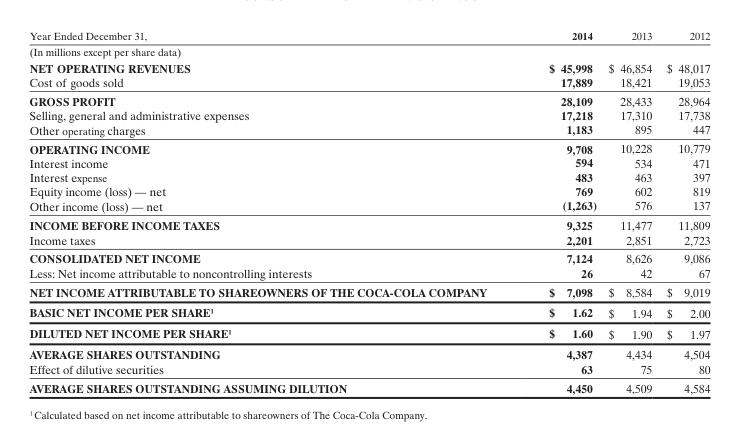 Year Ended December 31, 2014 2013 2012
(In millions except per share data)
NET OPERATING REVENUES $ 45,998 $ 46,854 $ 48,017
Cost of goods sold 17,889 18,421 19,053
GROSS PROFIT 28,109 28,433 28,964
Selling, general and administrative expenses 17,218 17,310 17,738
Other operating charges 1,183 895 447
OPERATING INCOME 9,708 10,228 10,779
Interest income 594 534 471
Interest expense 483 463 397
Equity income (loss) — net 769 602 819
Other income (loss) — net (1,263) 576 137
INCOME BEFORE INCOME TAXES 9,325 11,477 11,809
Income taxes 2,201 2,851 2,723
CONSOLIDATED NET INCOME 7,124 8,626 9,086
Less: Net income attributable to noncontrolling interests 26 42 67
NET INCOME ATTRIBUTABLE TO SHAREOWNERS OF THE COCA-COLA COMPANY $ 7,098 $ 8,584 $ 9,019
BASIC NET INCOME PER SHARE¹ $ 1.62 $ 1.94 $ 2.00
DILUTED NET INCOME PER SHARE¹ $ 1.60 $ 1.90 $ 1.97
AVERAGE SHARES OUTSTANDING 4,387 4,434 4,504
Effect of dilutive securities 63 75 80
AVERAGE SHARES OUTSTANDING ASSUMING DILUTION 4,450 4,509 4,584
¹ Calculated based on net income attributable to shareowners of The Coca-Cola Company.